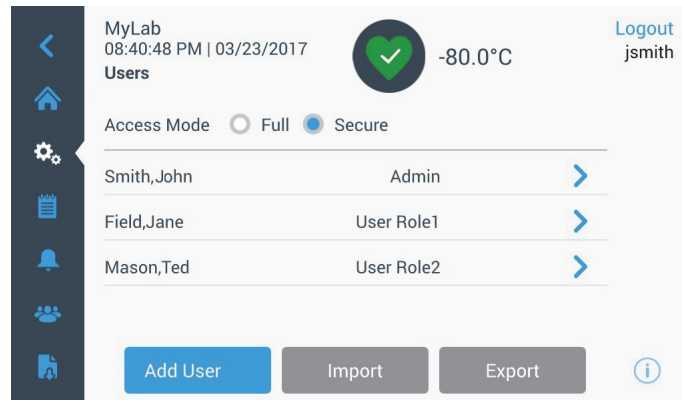 MyLab
08:40:48 PM | 03/23/2017
Users
-80.0°C
Logout
jsmith
Access Mode Full Secure
Smith,John Admin
Field,Jane User Role1
Mason,Ted User Role2
Add User Import Export
i